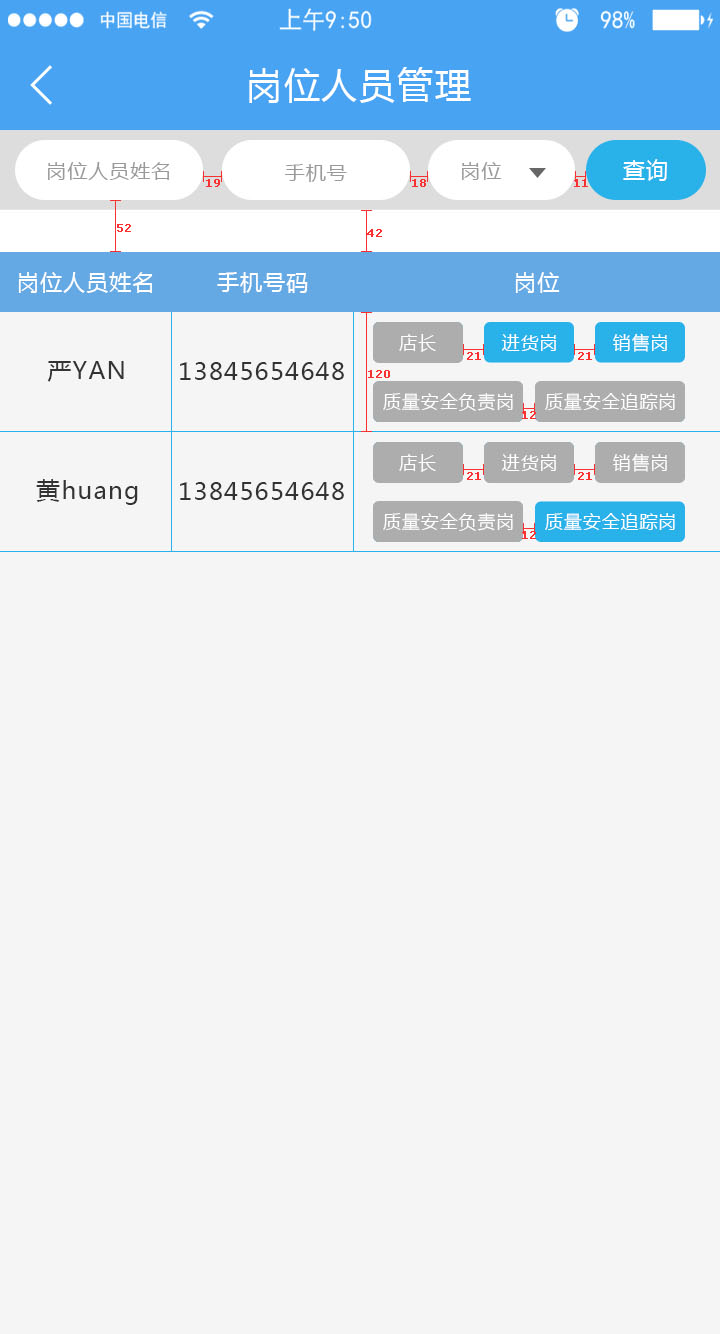 中国电信 上午9:50 98%
岗位人员管理
岗位人员姓名 19 手机号 18 岗位 11 查询
52 42
岗位人员姓名 手机号码 岗位
严YAN 13845654648 店长 21 进货岗 21 销售岗
120
质量安全负责岗 12 质量安全追踪岗
黄huang 13845654648 店长 21 进货岗 21 销售岗
质量安全负责岗 12 质量安全追踪岗